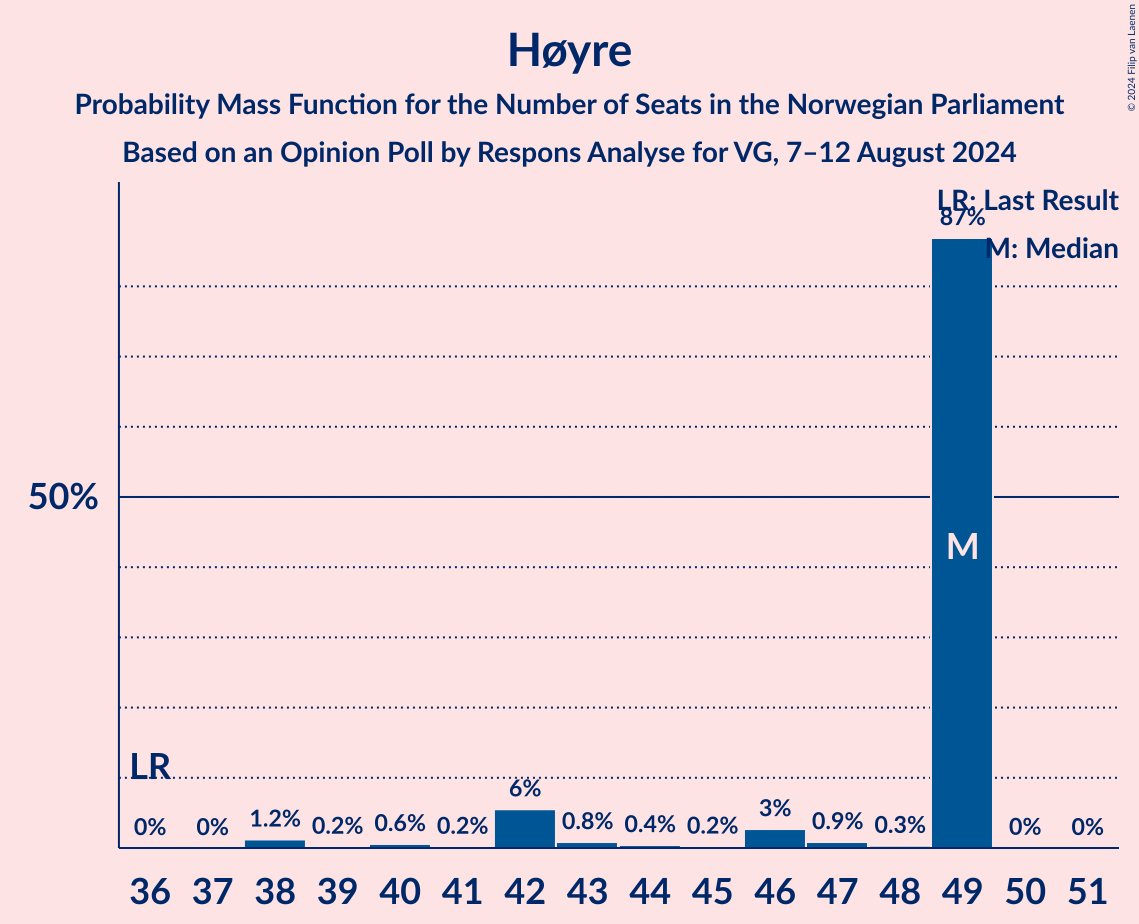 Høyre
Probability Mass Function for the Number of Seats in the Norwegian Parliament
Based on an Opinion Poll by Respons Analyse for VG, 7–12 August 2024
© 2024 Filip van Laenen
LR: Last Result
87%
M: Median
50%
M
LR
0% 0% 1.2% 0.2% 0.6% 0.2% 6% 0.8% 0.4% 0.2% 3% 0.9% 0.3% 0% 0%
36 37 38 39 40 41 42 43 44 45 46 47 48 49 50 51